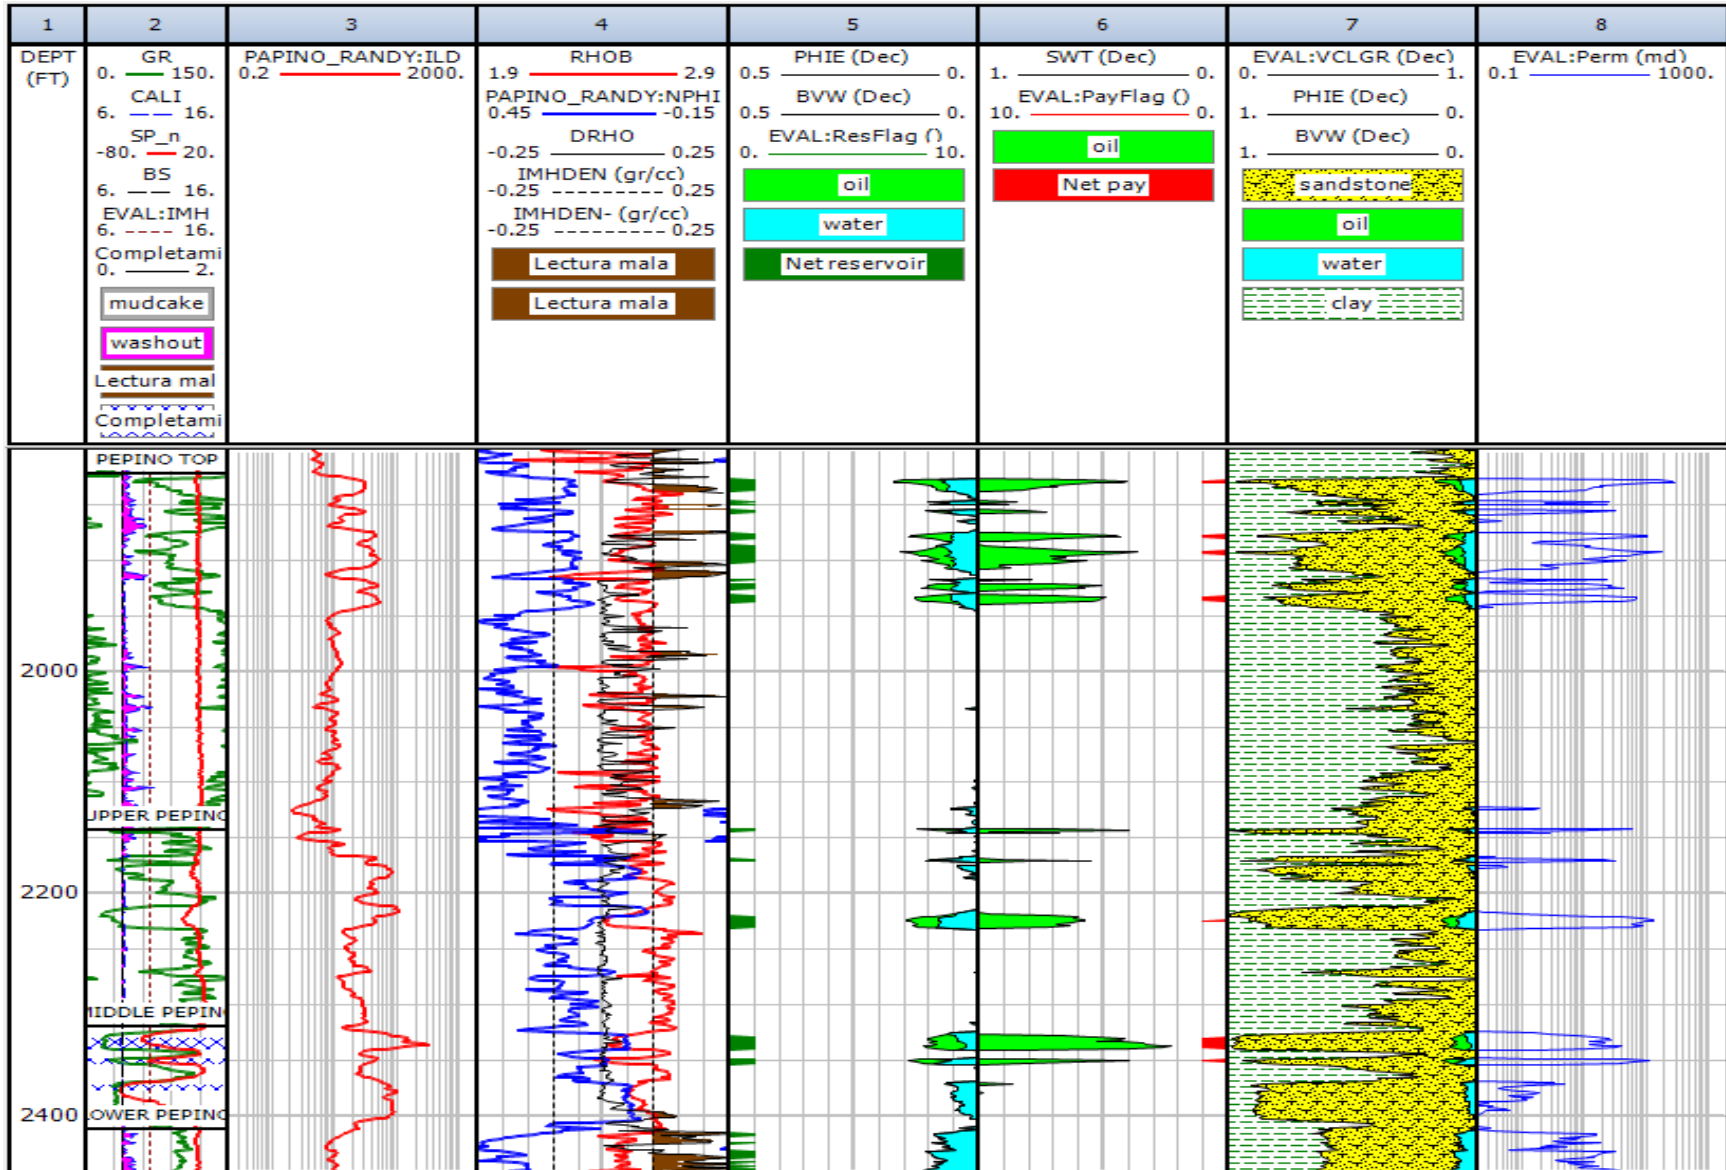 1 2 3 4 5 6 7 8
DEPT
(FT)
GR
0. 150.
CALI
6. 16.
SP_n
-80. 20.
BS
6. 16.
EVAL:IMH
6. 16.
Completami
0. 2.
mudcake
washout
Lectura mal
Completami
PAPINO_RANDY:ILD
0.2 2000.
RHOB
1.9 2.9
PAPINO_RANDY:NPHI
0.45 -0.15
DRHO
-0.25 0.25
IMHDEN (gr/cc)
-0.25 0.25
IMHDEN- (gr/cc)
-0.25 0.25
Lectura mala
Lectura mala
PHIE (Dec)
0.5 0.
BVW (Dec)
0.5 0.
EVAL:ResFlag ()
0. 10.
oil
water
Net reservoir
SWT (Dec)
1. 0.
EVAL:PayFlag ()
10. 0.
oil
Net pay
EVAL:VCLGR (Dec)
0. 1.
PHIE (Dec)
1. 0.
BVW (Dec)
1. 0.
sandstone
oil
water
clay
EVAL:Perm (md)
0.1 1000.
PEPINO TOP
2000
UPPER PEPINO
2200
MIDDLE PEPIN
2400
LOWER PEPINO